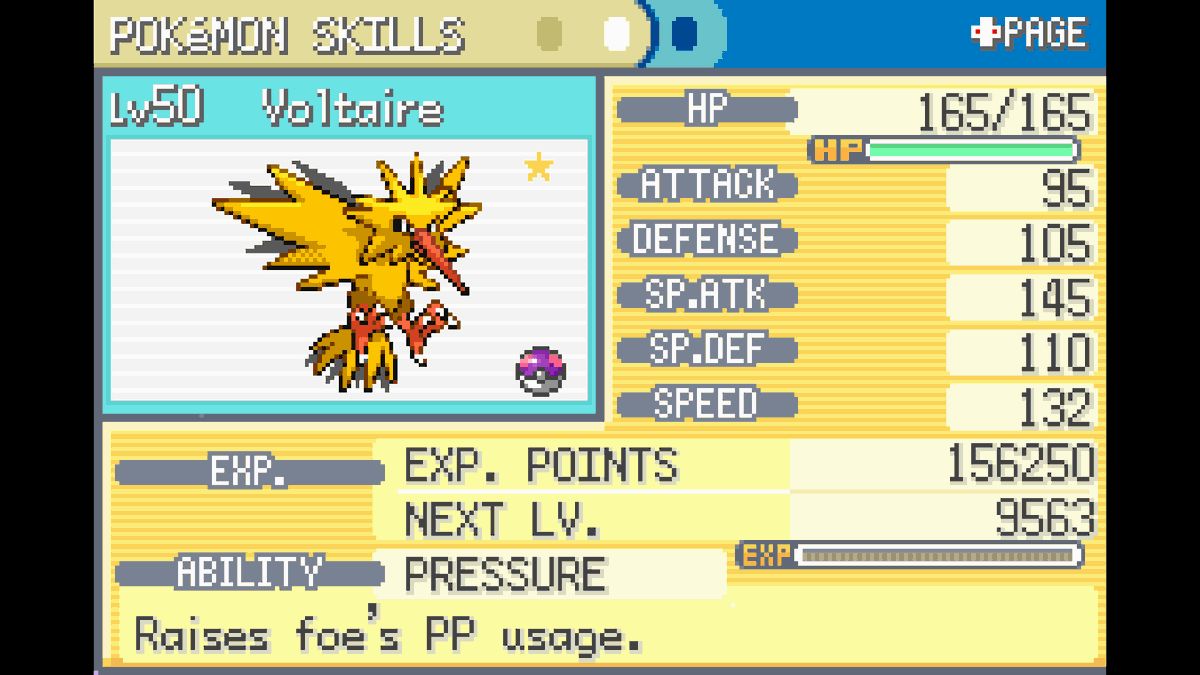 POKéMON SKILLS
PAGE
Lv50 Voltaire
HP 165/165
HP
ATTACK 95
DEFENSE 105
SP.ATK 145
SP.DEF 110
SPEED 132
EXP. EXP. POINTS 156250
NEXT LV. 9563
EXP
ABILITY PRESSURE
Raises foe's PP usage.